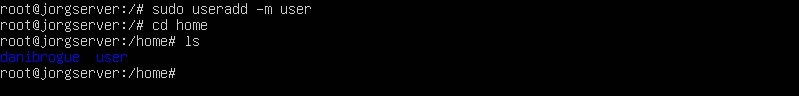 root@jorgserver:/# sudo useradd -m user
root@jorgserver:/# cd home
root@jorgserver:/home# ls
danibrogue  user
root@jorgserver:/home#